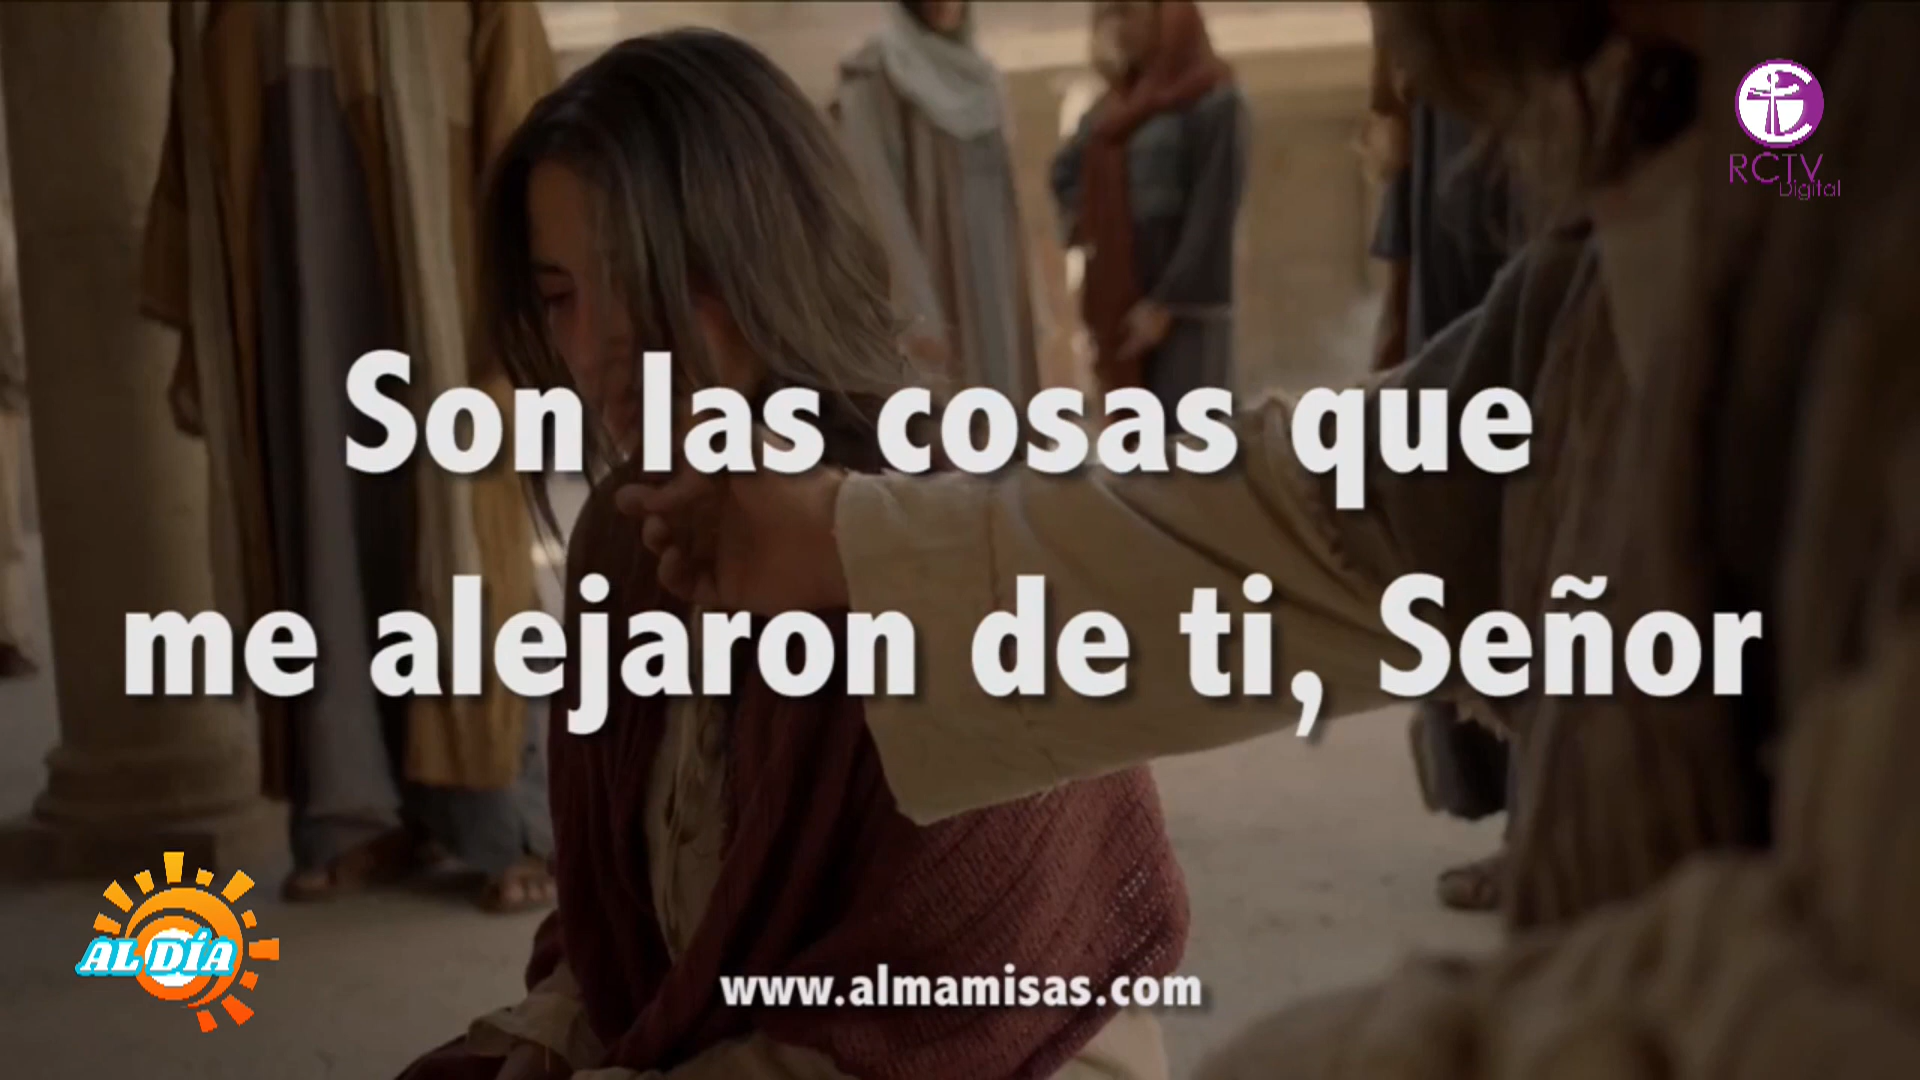 RCTV
Digital
Son las cosas que
me alejaron de ti, Señor
AL DÍA
www.almamisas.com